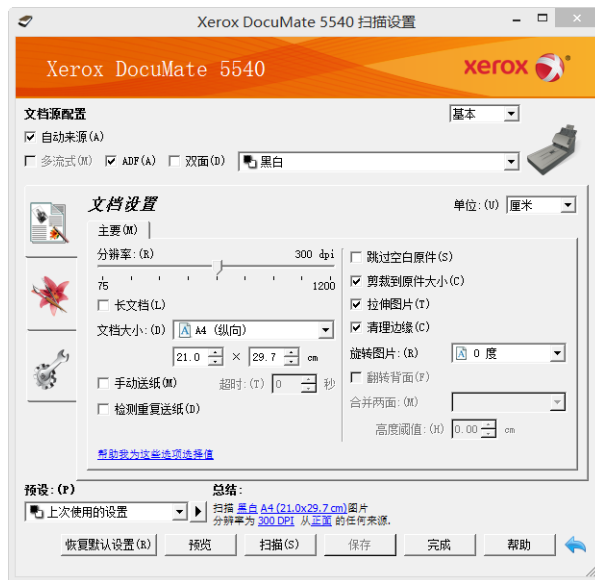 Xerox DocuMate 5540 扫描设置
Xerox DocuMate 5540
xerox
文档源配置
基本
自动来源(A)
多流式(M) ADF(A) 双面(D) 黑白
文档设置
单位:(U) 厘米
主要(M)
分辨率:(R) 300 dpi
75 1200
长文档(L)
文档大小:(D) A4 (纵向)
21.0 × 29.7 cm
手动送纸(M) 超时:(T) 0 秒
检测重复送纸(D)
帮助我为这些选项选择值
跳过空白原件(S)
剪裁到原件大小(C)
拉伸图片(T)
清理边缘(C)
旋转图片:(R) 0 度
翻转背面(F)
合并两面:(M)
高度阈值:(H) 0.00 cm
预设:(P)
上次使用的设置
总结:
扫描 黑白 A4 (21.0x29.7 cm)图片
分辨率为 300 DPI 从正面 的任何来源.
恢复默认设置(R) 预览 扫描(S) 保存 完成 帮助